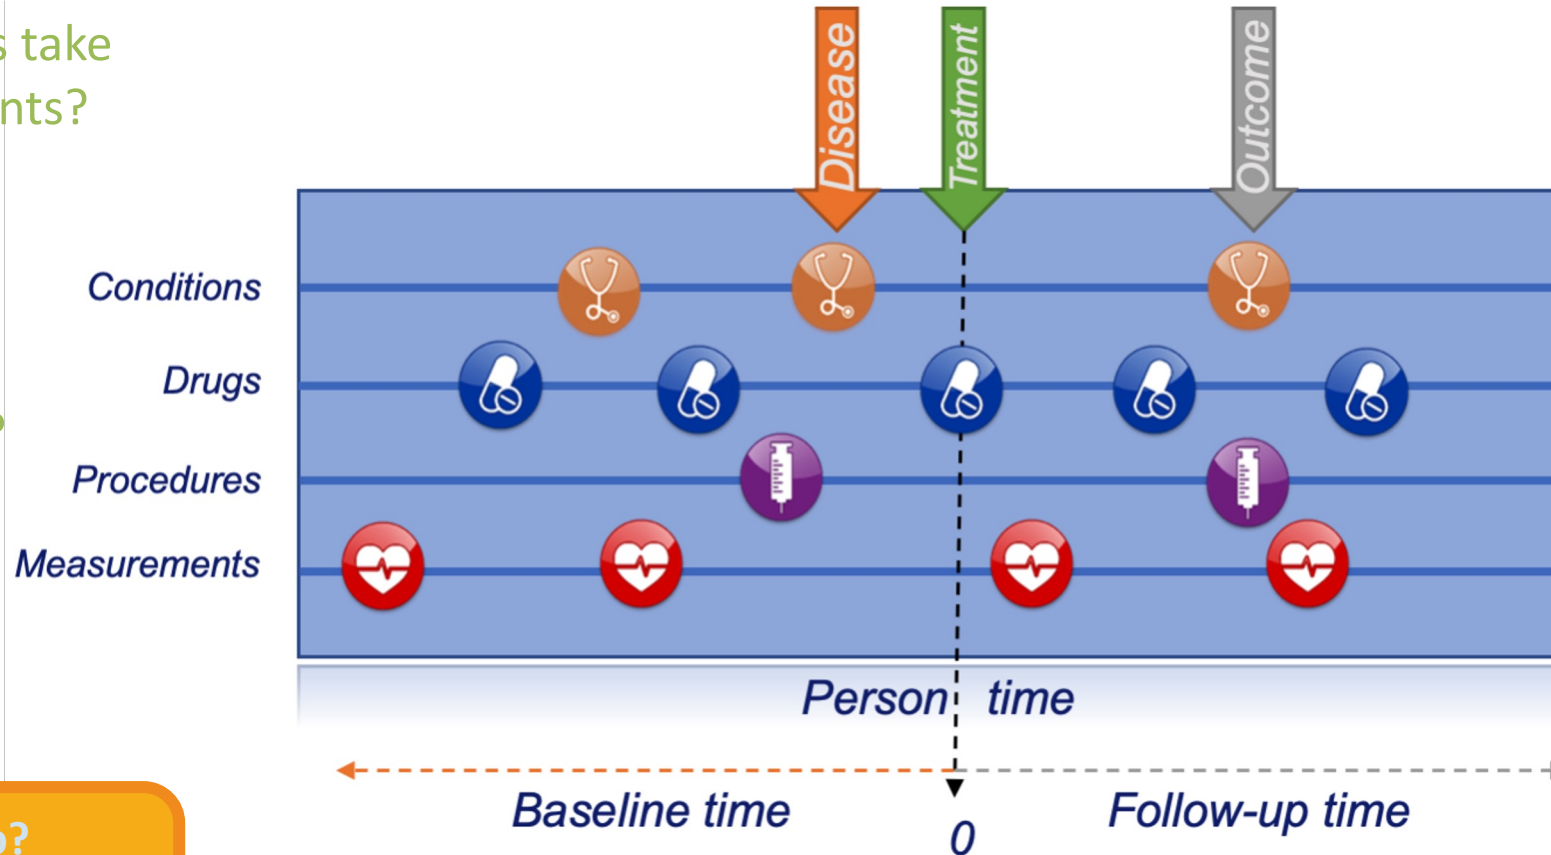 s take
nts?
Disease
Treatment
Outcome
Conditions
Drugs
Procedures
Measurements
Person time
Baseline time
Follow-up time
0
?